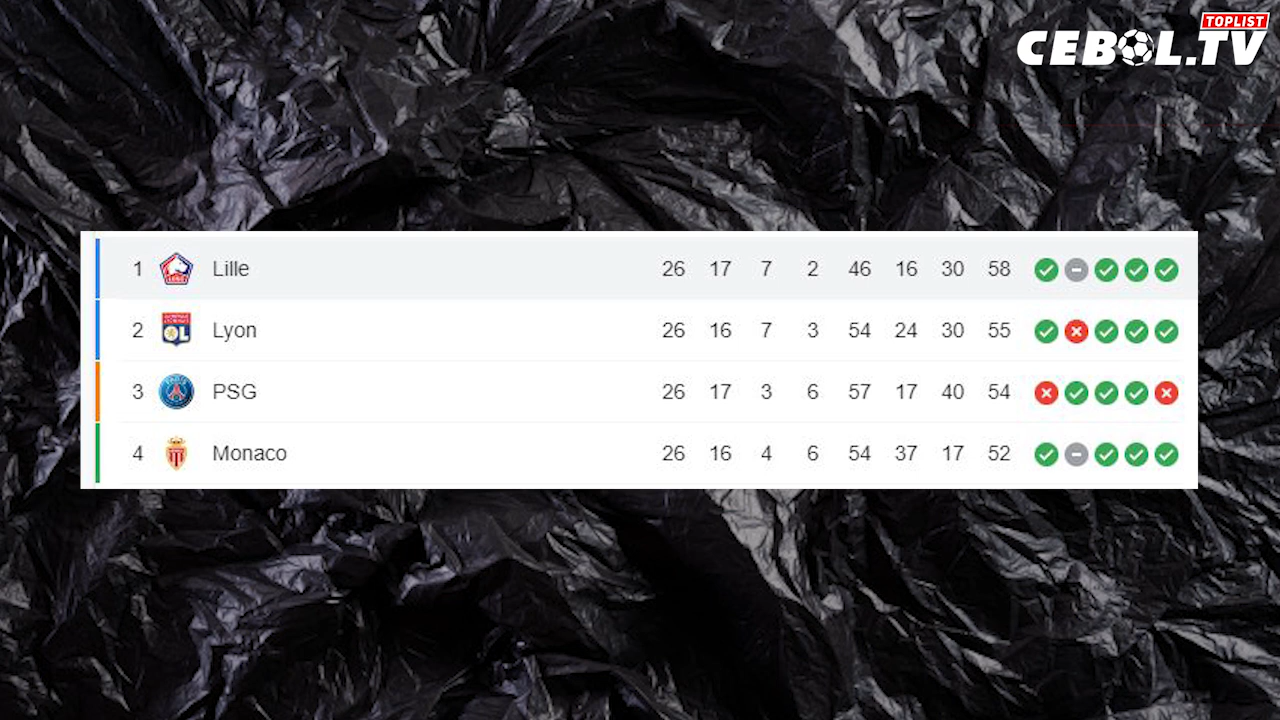 TOPLIST
CEBOL.TV
1 Lille 26 17 7 2 46 16 30 58
2 Lyon 26 16 7 3 54 24 30 55
3 PSG 26 17 3 6 57 17 40 54
4 Monaco 26 16 4 6 54 37 17 52